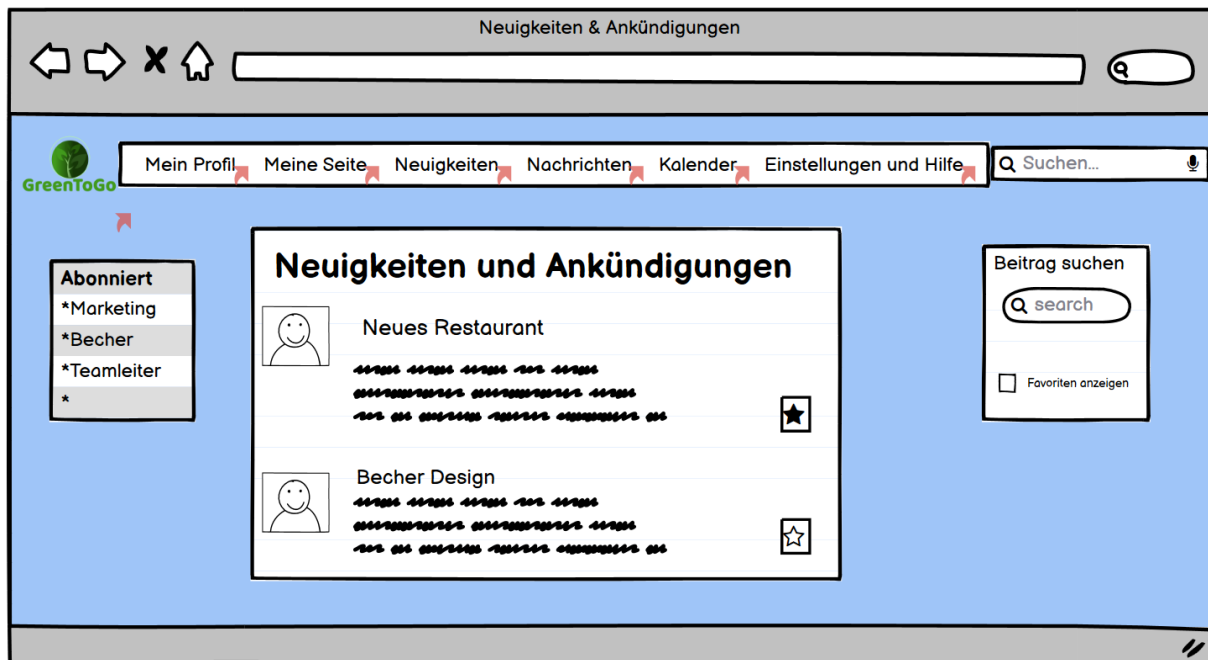 Neuigkeiten & Ankündigungen
GreenToGo
Mein Profil Meine Seite Neuigkeiten Nachrichten Kalender Einstellungen und Hilfe
Suchen...
Abonniert
*Marketing
*Becher
*Teamleiter
*
Neuigkeiten und Ankündigungen
Neues Restaurant
Becher Design
Beitrag suchen
search
Favoriten anzeigen